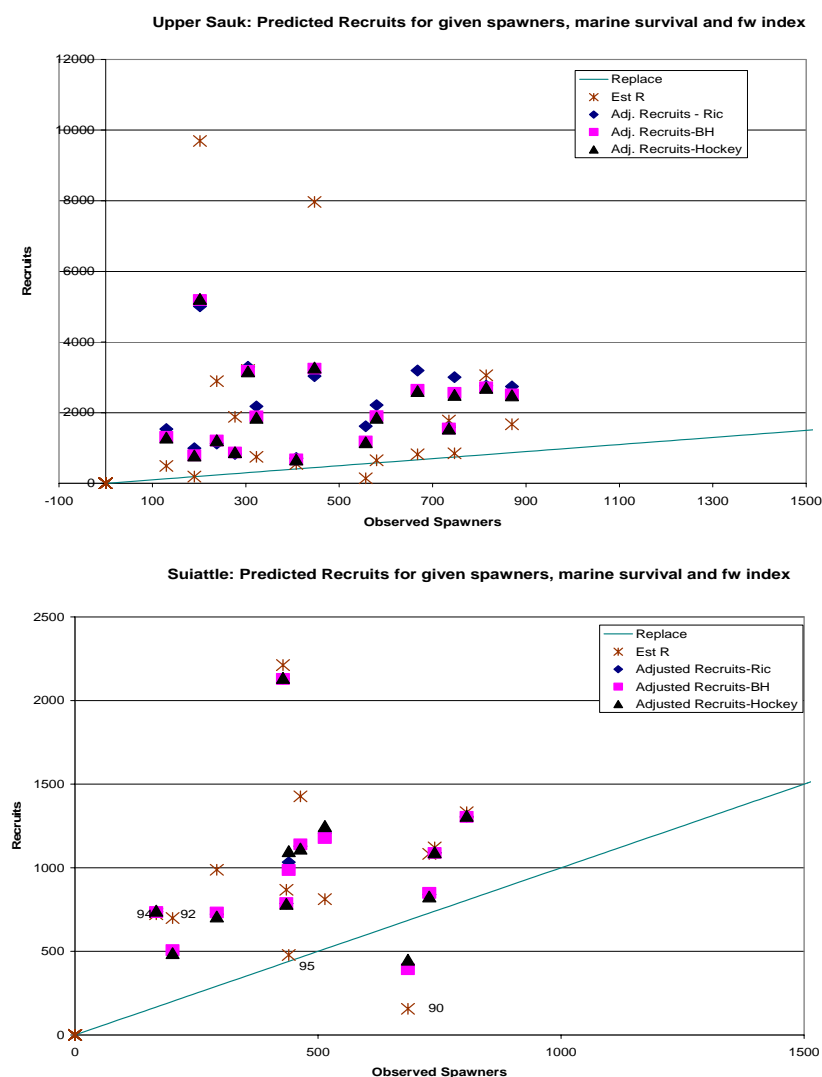 Upper Sauk: Predicted Recruits for given spawners, marine survival and fw index
12000
10000
8000
6000
4000
2000
0
Recruits
Replace
Est R
Adj. Recruits - Ric
Adj. Recruits-BH
Adj. Recruits-Hockey
-100 100 300 500 700 900 1100 1300 1500
Observed Spawners
Suiattle: Predicted Recruits for given spawners, marine survival and fw index
2500
2000
1500
1000
500
0
Recruits
Replace
Est R
Adjusted Recruits-Ric
Adjusted Recruits-BH
Adjusted Recruits-Hockey
94 92
95
90
0 500 1000 1500
Observed Spawners